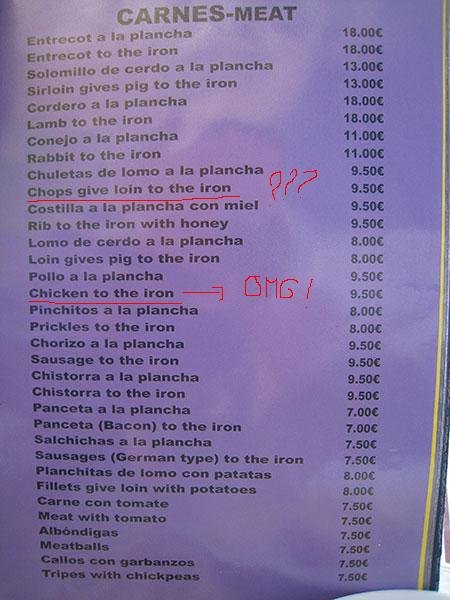 CARNES-MEAT
Entrecot a la plancha 18.00€
Entrecot to the iron 18.00€
Solomillo de cerdo a la plancha 13.00€
Sirloin gives pig to the iron 13.00€
Cordero a la plancha 18.00€
Lamb to the iron 18.00€
Conejo a la plancha 11.00€
Rabbit to the iron 11.00€
Chuletas de lomo a la plancha 9.50€
Chops give loin to the iron 9.50€ ???
Costilla a la plancha con miel 9.50€
Rib to the iron with honey 9.50€
Lomo de cerdo a la plancha 8.00€
Loin gives pig to the iron 8.00€
Pollo a la plancha 9.50€
Chicken to the iron OMG! 9.50€
Pinchitos a la plancha 8.00€
Prickles to the iron 8.00€
Chorizo a la plancha 9.50€
Sausage to the iron 9.50€
Chistorra a la plancha 9.50€
Chistorra to the iron 9.50€
Panceta a la plancha 7.00€
Panceta (Bacon) to the iron 7.00€
Salchichas a la plancha 7.50€
Sausages (German type) to the iron 7.50€
Planchitas de lomo con patatas 8.00€
Fillets give loin with potatoes 8.00€
Carne con tomate 7.50€
Meat with tomato 7.50€
Albóndigas 7.50€
Meatballs 7.50€
Callos con garbanzos 7.50€
Tripes with chickpeas 7.50€